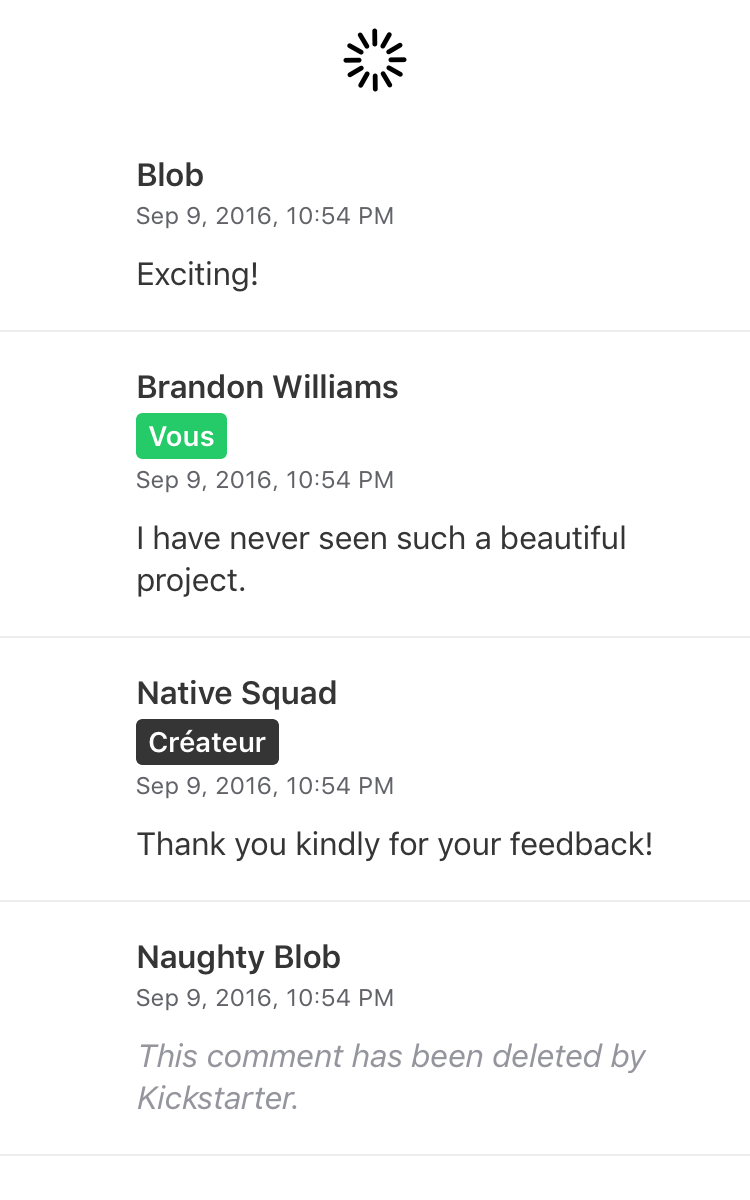 Blob
Sep 9, 2016, 10:54 PM
Exciting!
Brandon Williams
Vous
Sep 9, 2016, 10:54 PM
I have never seen such a beautiful
project.
Native Squad
Créateur
Sep 9, 2016, 10:54 PM
Thank you kindly for your feedback!
Naughty Blob
Sep 9, 2016, 10:54 PM
This comment has been deleted by
Kickstarter.